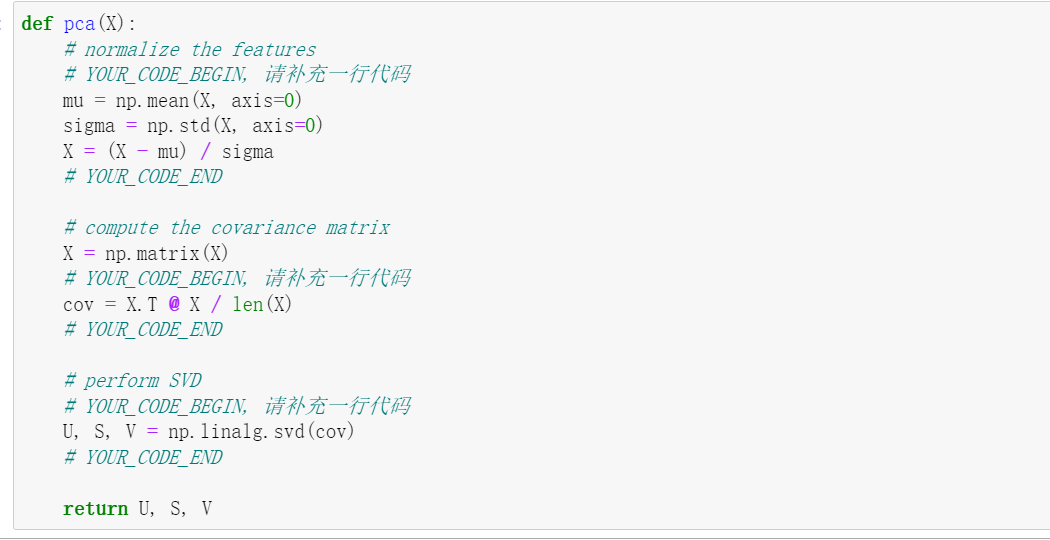 def pca(X):
    # normalize the features
    # YOUR_CODE_BEGIN, 请补充一行代码
    mu = np.mean(X, axis=0)
    sigma = np.std(X, axis=0)
    X = (X - mu) / sigma
    # YOUR_CODE_END

    # compute the covariance matrix
    X = np.matrix(X)
    # YOUR_CODE_BEGIN, 请补充一行代码
    cov = X.T @ X / len(X)
    # YOUR_CODE_END

    # perform SVD
    # YOUR_CODE_BEGIN, 请补充一行代码
    U, S, V = np.linalg.svd(cov)
    # YOUR_CODE_END

    return U, S, V